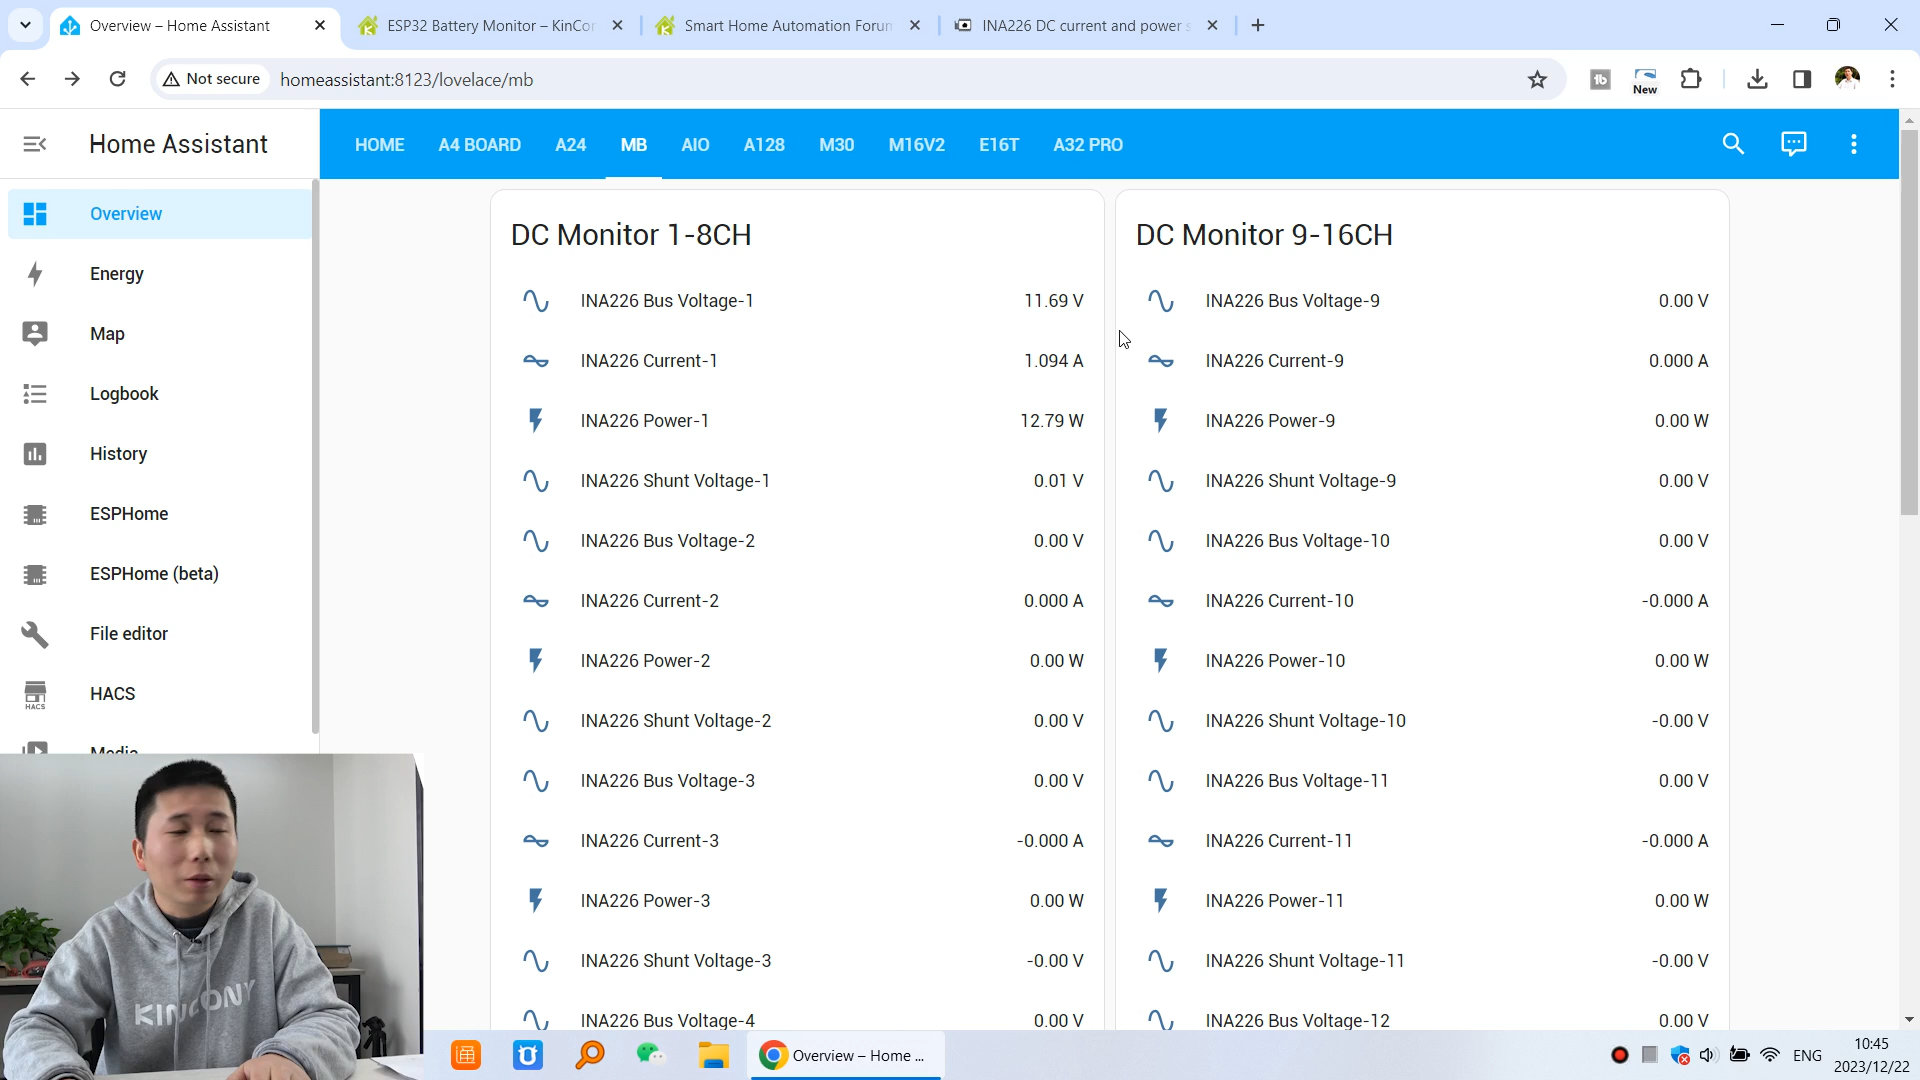 Overview – Home Assistant
ESP32 Battery Monitor – KinCo
Smart Home Automation Forum
INA226 DC current and power s
Not secure
homeassistant:8123/lovelace/mb
New
Home Assistant
HOME
A4 BOARD
A24
MB
AIO
A128
M30
M16V2
E16T
A32 PRO
Overview
Energy
Map
Logbook
History
ESPHome
ESPHome (beta)
File editor
HACS
HACS
Media
DC Monitor 1-8CH
INA226 Bus Voltage-1 11.69 V
INA226 Current-1 1.094 A
INA226 Power-1 12.79 W
INA226 Shunt Voltage-1 0.01 V
INA226 Bus Voltage-2 0.00 V
INA226 Current-2 0.000 A
INA226 Power-2 0.00 W
INA226 Shunt Voltage-2 0.00 V
INA226 Bus Voltage-3 0.00 V
INA226 Current-3 -0.000 A
INA226 Power-3 0.00 W
INA226 Shunt Voltage-3 -0.00 V
INA226 Bus Voltage-4 0.00 V
DC Monitor 9-16CH
INA226 Bus Voltage-9 0.00 V
INA226 Current-9 0.000 A
INA226 Power-9 0.00 W
INA226 Shunt Voltage-9 0.00 V
INA226 Bus Voltage-10 0.00 V
INA226 Current-10 -0.000 A
INA226 Power-10 0.00 W
INA226 Shunt Voltage-10 -0.00 V
INA226 Bus Voltage-11 0.00 V
INA226 Current-11 -0.000 A
INA226 Power-11 0.00 W
INA226 Shunt Voltage-11 -0.00 V
INA226 Bus Voltage-12 0.00 V
KINCONY
Overview – Home ...
ENG
10:45
2023/12/22